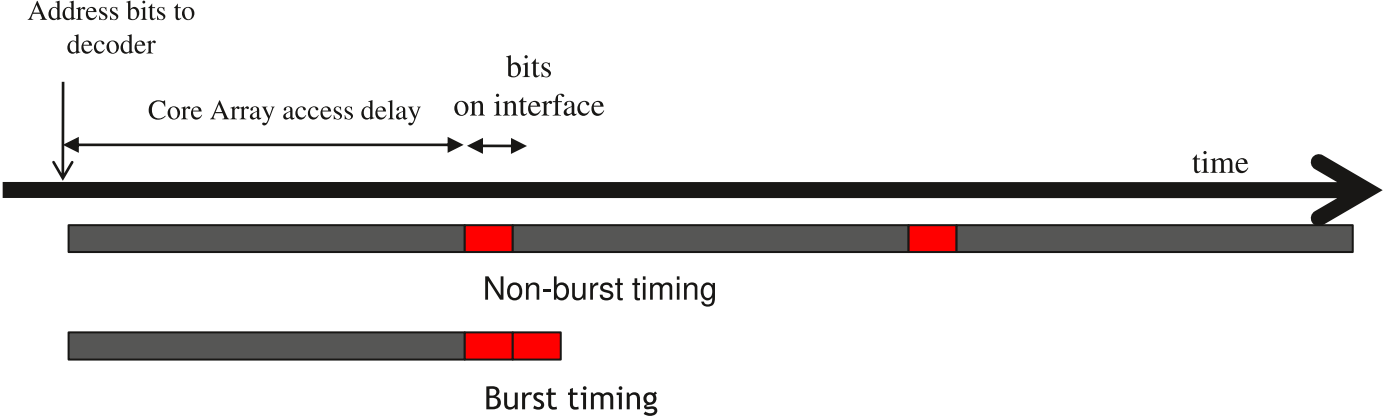 Address bits to
decoder
bits
on interface
Core Array access delay
time
Non-burst timing
Burst timing